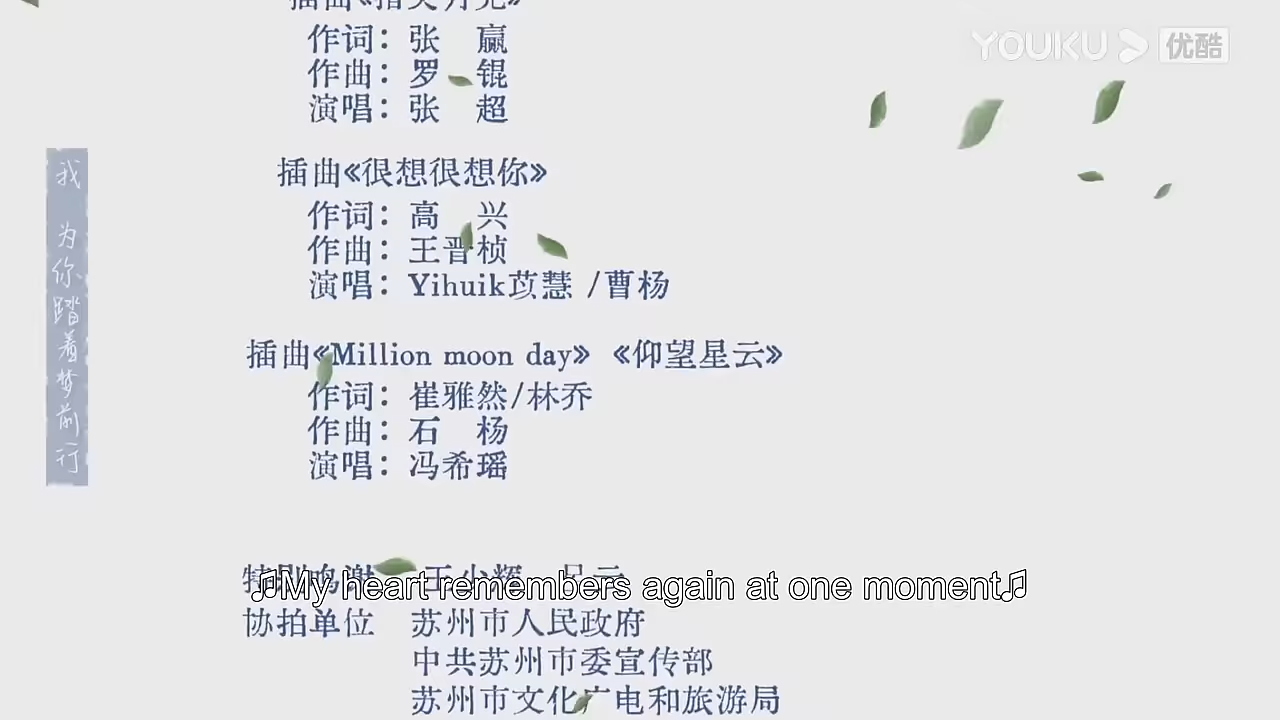 YOUKU 优酷
作词：张 赢
作曲：罗 锟
演唱：张 超
插曲《很想很想你》
作词：高 兴
作曲：王晋桢
演唱：Yihuik苡慧 /曹杨
插曲《Million moon day》 《仰望星云》
作词：崔雅然/林乔
作曲：石 杨
演唱：冯希瑶
♫My heart remembers again at one moment♫
协拍单位 苏州市人民政府
中共苏州市委宣传部
苏州市文化广电和旅游局
我 为你踏着梦前行